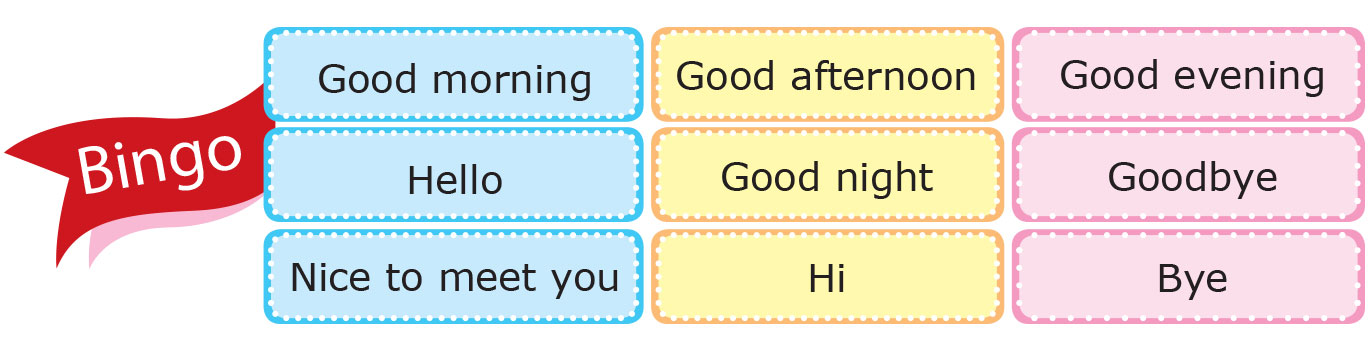 Bingo
Good morning
Good afternoon
Good evening
Hello
Good night
Goodbye
Nice to meet you
Hi
Bye